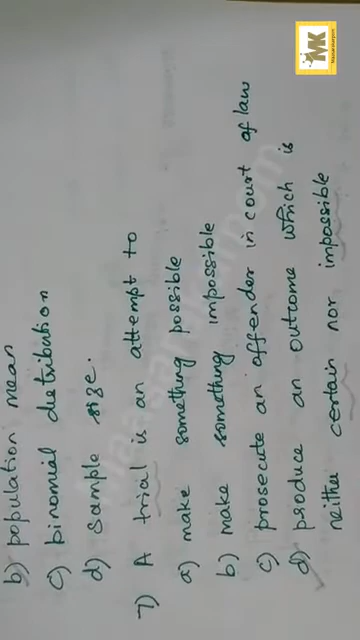 b) population mean
c) binomial distribution
d) sample size.
7) A trial is an attempt to
a) make something possible
b) make something impossible
c) prosecute an offender in court of law
d) produce an outcome which is
neither certain nor impossible
MK